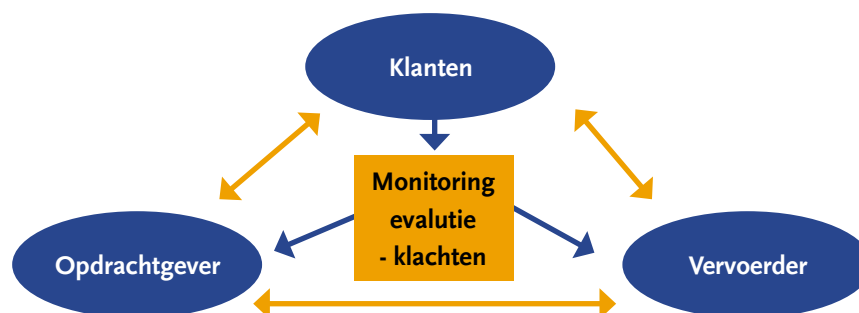 Klanten
Monitoring
evalutie
- klachten
Opdrachtgever
Vervoerder